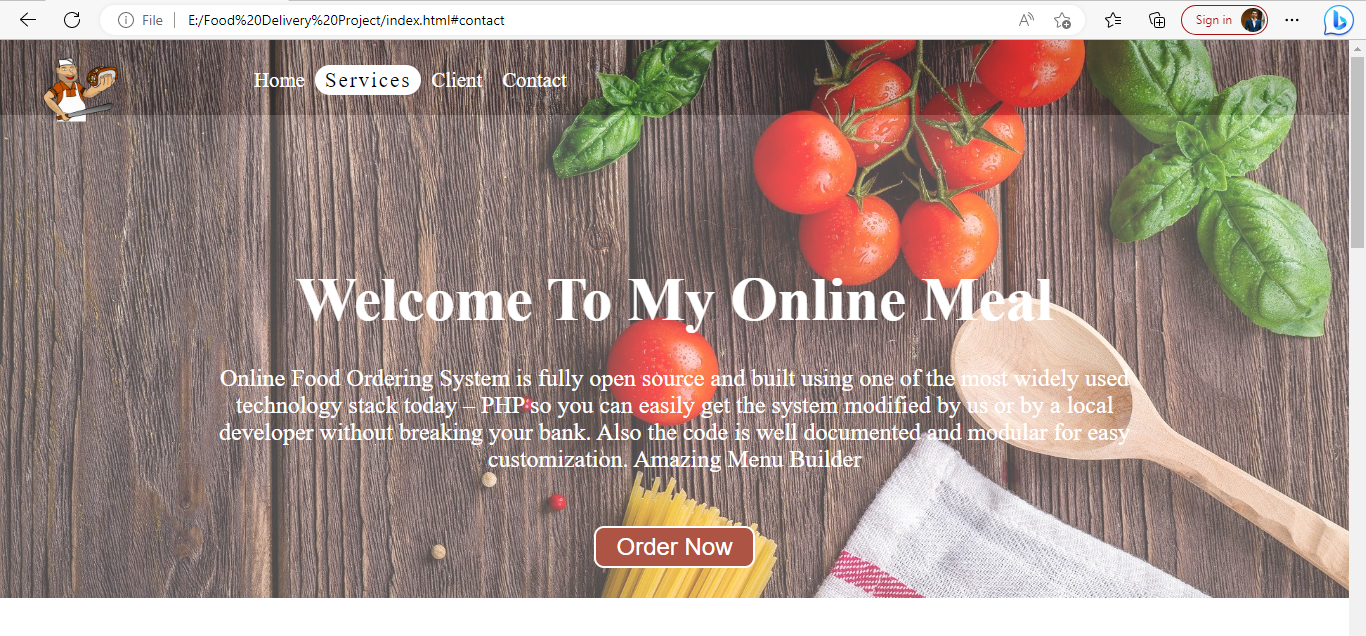 File
E:/Food%20Delivery%20Project/index.html#contact
Sign in
Home Services Client Contact
Welcome To My Online Meal
Online Food Ordering System is fully open source and built using one of the most widely used
technology stack today – PHP so you can easily get the system modified by us or by a local
developer without breaking your bank. Also the code is well documented and modular for easy
customization. Amazing Menu Builder
Order Now